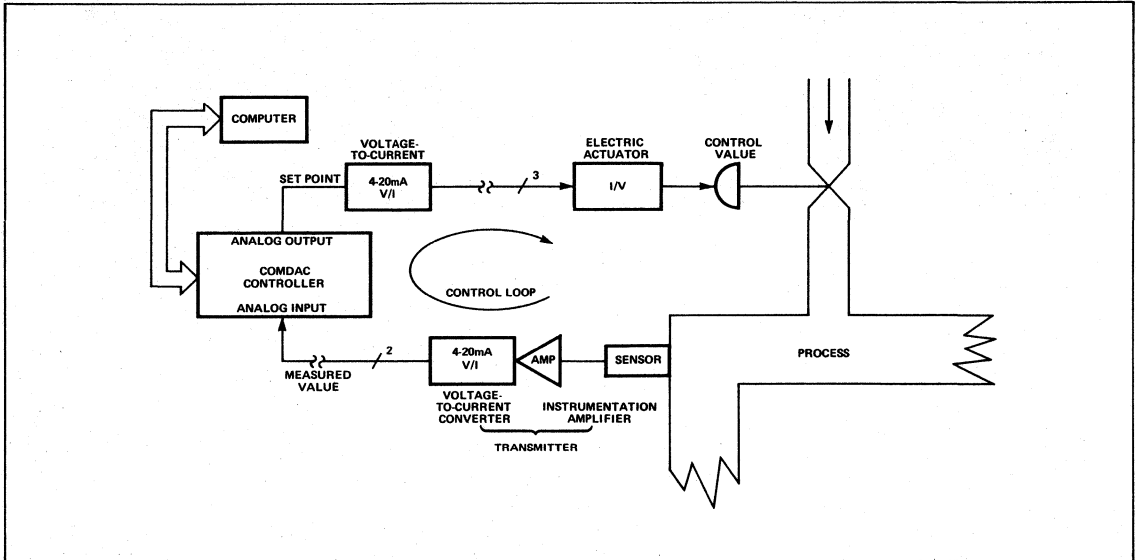 COMPUTER
VOLTAGE-
TO-CURRENT
4-20mA
V/I
SET POINT
3
ELECTRIC
ACTUATOR
I/V
CONTROL
VALUE
ANALOG OUTPUT
COMDAC
CONTROLLER
ANALOG INPUT
CONTROL LOOP
MEASURED
VALUE
2
4-20mA
V/I
VOLTAGE-
TO-CURRENT
CONVERTER
AMP
INSTRUMENTATION
AMPLIFIER
TRANSMITTER
SENSOR
PROCESS